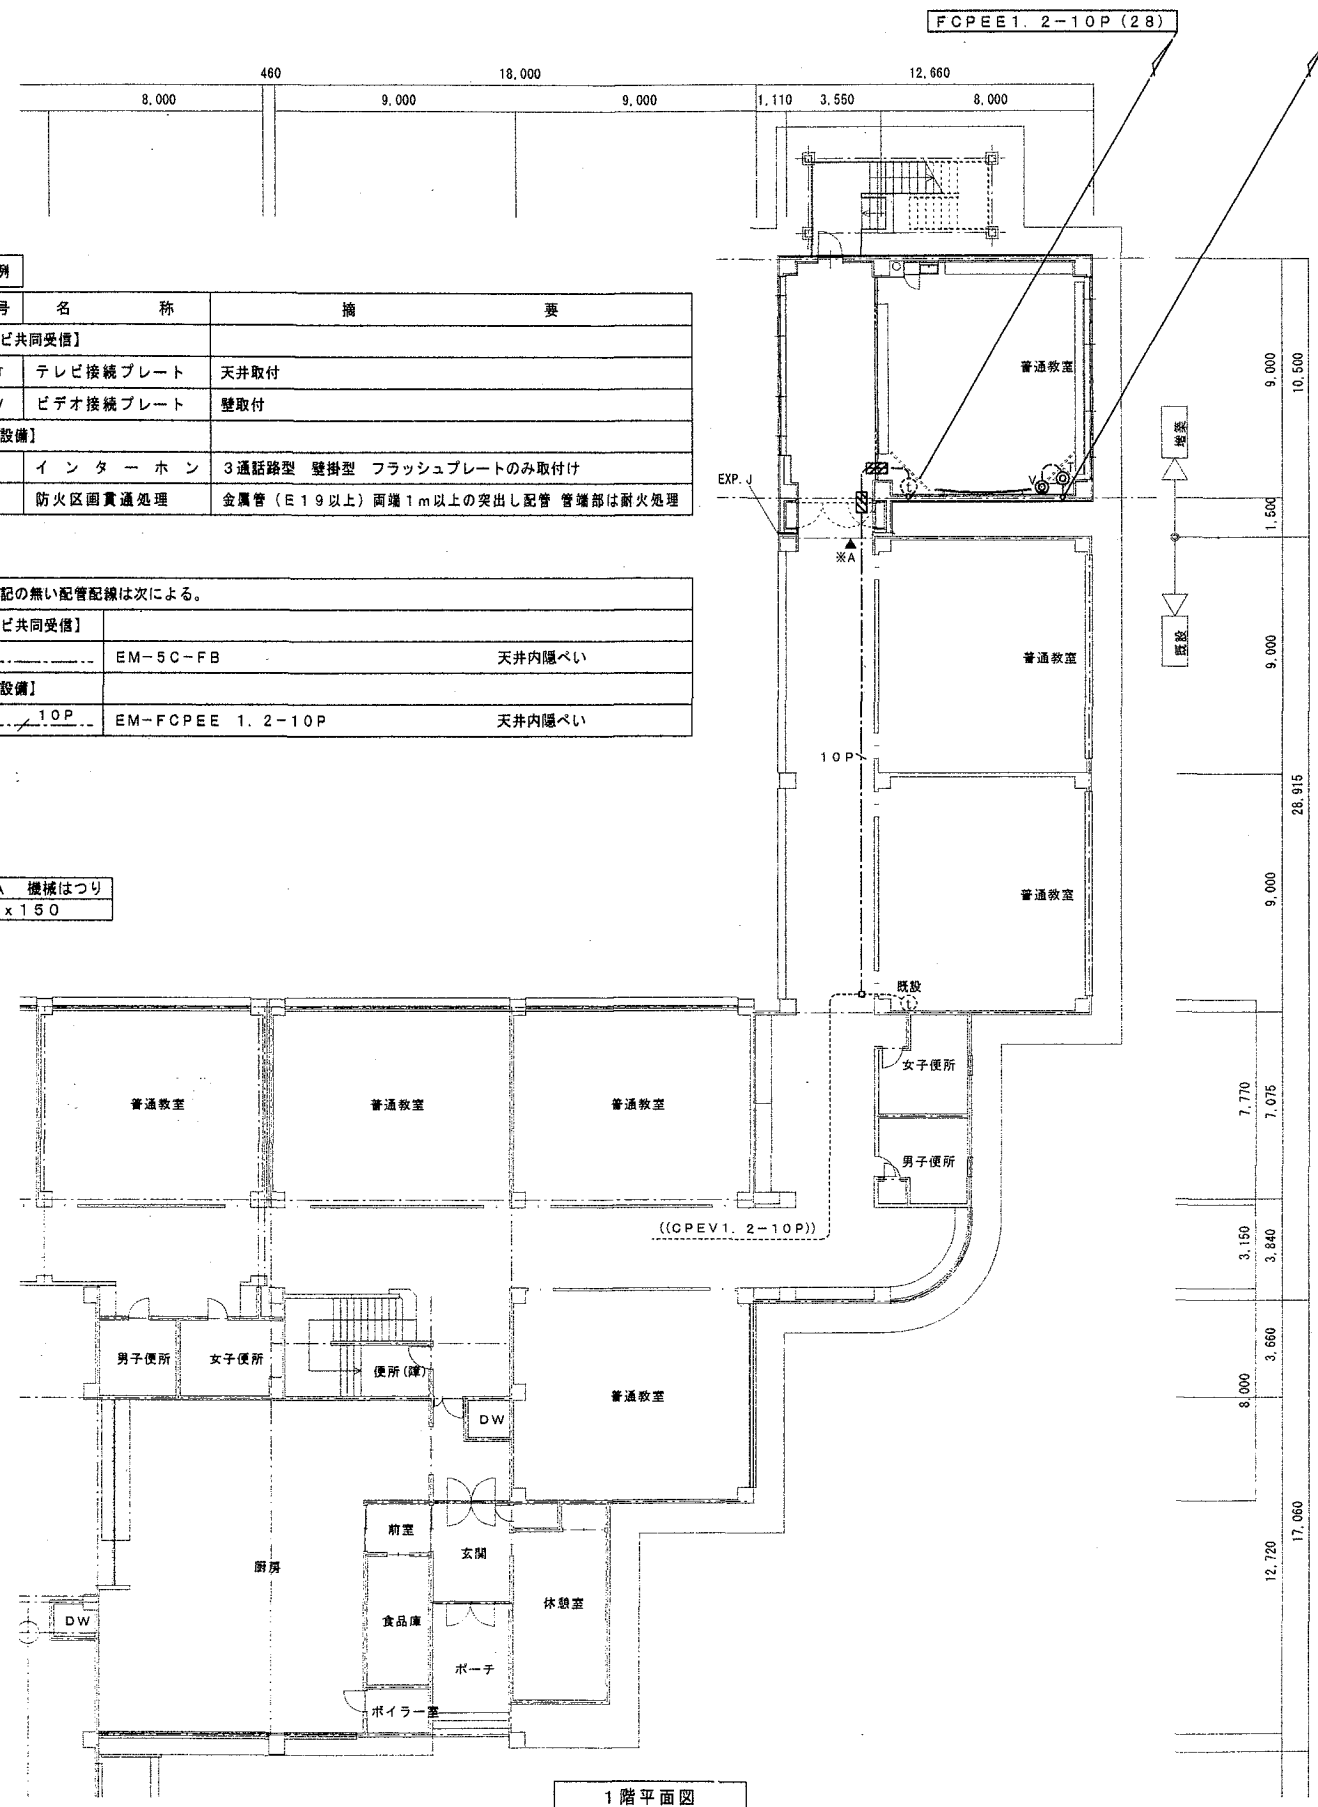 FCPEE1.2-10P(28)
460 18,000 12,660
8,000 9,000 9,000 1,110 3,550 8,000
例
号 名 称 摘 要
ビ共同受信】
テレビ接続プレート 天井取付
ビデオ接続プレート 壁取付
設備】
インターホン 3通話路型 壁掛型 フラッシュプレートのみ取付け
防火区画貫通処理 金属管(E19以上)両端1m以上の突出し配管 管端部は耐火処理
記の無い配管配線は次による。
ビ共同受信】
EM-5C-FB 天井内隠ぺい
設備】
10P EM-FCPEE 1.2-10P 天井内隠ぺい
A 機械はつり
x150
普通教室
V
EXP.J
※A
増築
既設
9,000
10,500
1,500
普通教室
9,000
10P
28,915
普通教室
9,000
既設
女子便所
男子便所
7,770
7,075
普通教室 普通教室 普通教室
((CPEV1.2-10P))
3,150
3,840
男子便所 女子便所 便所(障)
DW
普通教室
3,660
8,000
前室
玄関
厨房
休憩室
食品庫
DW
ポーチ
ボイラー室
12,720
17,060
1階平面図